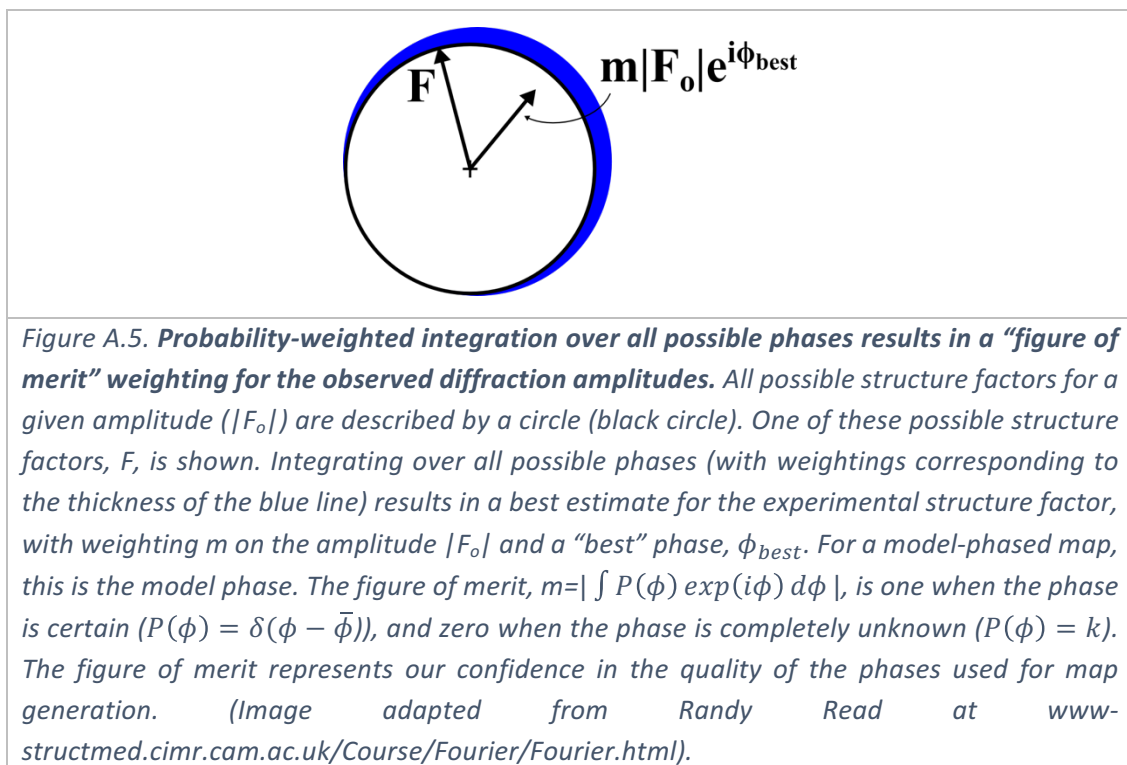 F
m|Fₒ|e^{iϕbest}
Figure A.5. Probability-weighted integration over all possible phases results in a “figure of
merit” weighting for the observed diffraction amplitudes. All possible structure factors for a
given amplitude (|Fₒ|) are described by a circle (black circle). One of these possible structure
factors, F, is shown. Integrating over all possible phases (with weightings corresponding to
the thickness of the blue line) results in a best estimate for the experimental structure factor,
with weighting m on the amplitude |Fₒ| and a “best” phase, ϕ_{best}. For a model-phased map,
this is the model phase. The figure of merit, m=| ∫ P(ϕ) exp(iϕ) dϕ |, is one when the phase
is certain (P(ϕ) = δ(ϕ − ϕ̄)), and zero when the phase is completely unknown (P(ϕ) = k).
The figure of merit represents our confidence in the quality of the phases used for map
generation. (Image adapted from Randy Read at www-
structmed.cimr.cam.ac.uk/Course/Fourier/Fourier.html).